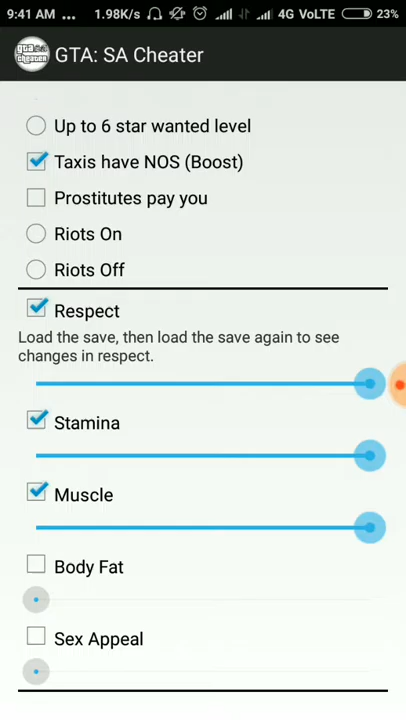 9:41 AM ... 1.98K/s 4G VoLTE 23%
gta cheater
GTA: SA Cheater
Up to 6 star wanted level
Taxis have NOS (Boost)
Prostitutes pay you
Riots On
Riots Off
Respect
Load the save, then load the save again to see
changes in respect.
Stamina
Muscle
Body Fat
Sex Appeal